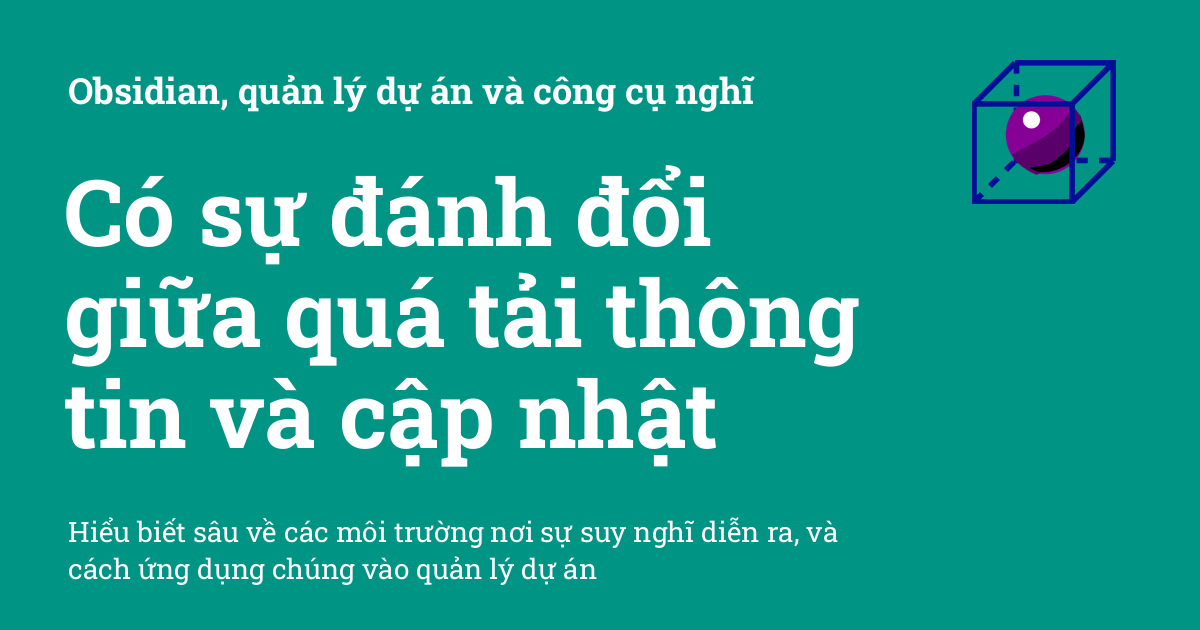 Obsidian, quản lý dự án và công cụ nghĩ
Có sự đánh đổi
giữa quá tải thông
tin và cập nhật
Hiểu biết sâu về các môi trường nơi sự suy nghĩ diễn ra, và
cách ứng dụng chúng vào quản lý dự án